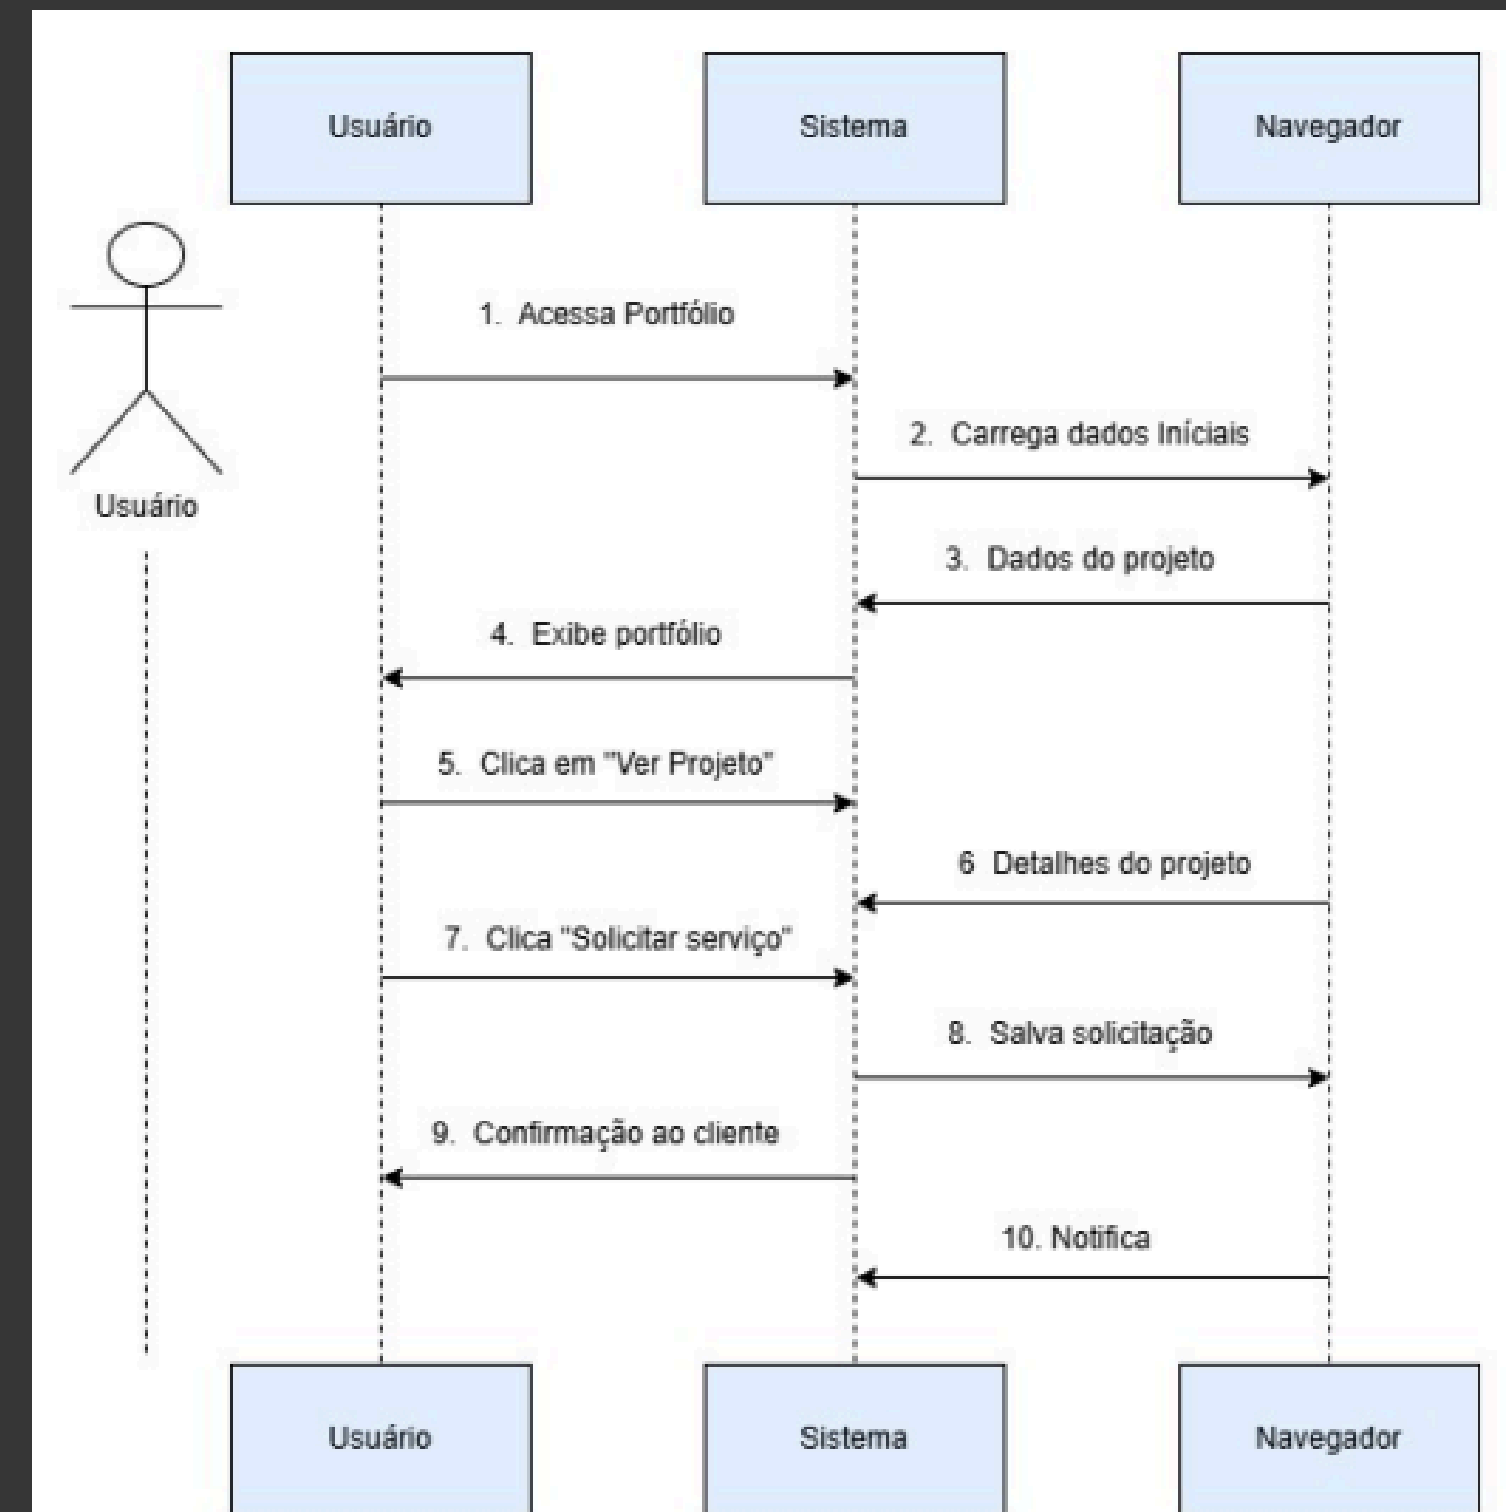 Usuário
Sistema
Navegador
1. Acessa Portfólio
2. Carrega dados Iníciais
Usuário
3. Dados do projeto
4. Exibe portfólio
5. Clica em "Ver Projeto"
6 Detalhes do projeto
7. Clica "Solicitar serviço"
8. Salva solicitação
9. Confirmação ao cliente
10. Notifica
Usuário
Sistema
Navegador